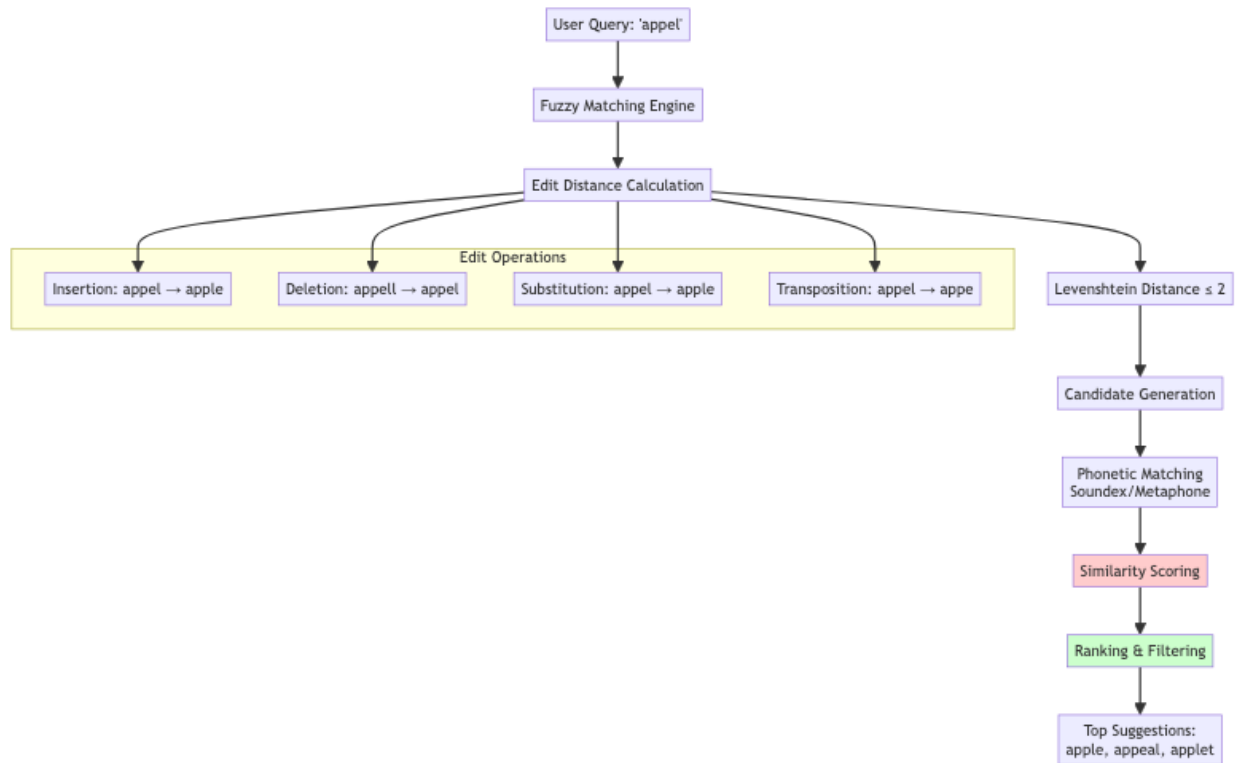 User Query: 'appel'
Fuzzy Matching Engine
Edit Distance Calculation
Edit Operations
Insertion: appel → apple
Deletion: appell → appel
Substitution: appel → apple
Transposition: appel → appe
Levenshtein Distance ≤ 2
Candidate Generation
Phonetic Matching
Soundex/Metaphone
Similarity Scoring
Ranking & Filtering
Top Suggestions:
apple, appeal, applet